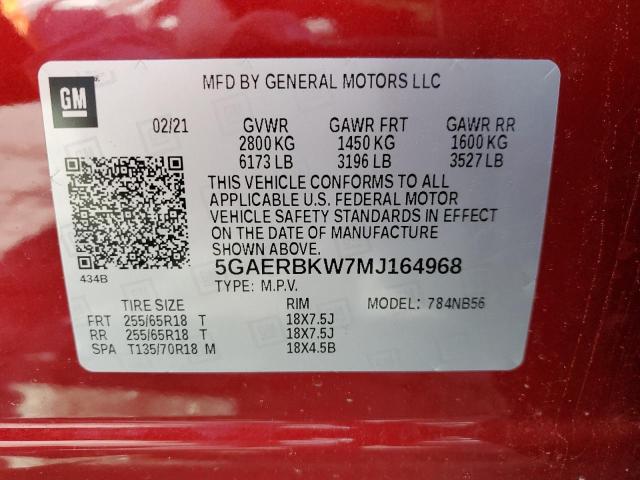 GM
MFD BY GENERAL MOTORS LLC
02/21 GVWR GAWR FRT GAWR RR
2800 KG 1450 KG 1600 KG
6173 LB 3196 LB 3527 LB
THIS VEHICLE CONFORMS TO ALL
APPLICABLE U.S. FEDERAL MOTOR
VEHICLE SAFETY STANDARDS IN EFFECT
ON THE DATE OF MANUFACTURE
SHOWN ABOVE.
434B
5GAERBKW7MJ164968
TYPE: M.P.V.
TIRE SIZE RIM MODEL: 784NB56
FRT 255/65R18 T 18X7.5J
RR 255/65R18 T 18X7.5J
SPA T135/70R18 M 18X4.5B